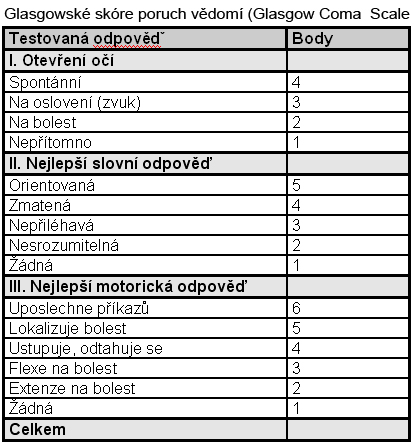 Glasgowské skóre poruch vědomí (Glasgow Coma Scale
Testovaná odpověďˇ Body
I. Otevření očí
Spontánní 4
Na oslovení (zvuk) 3
Na bolest 2
Nepřítomno 1
II. Nejlepší slovní odpověď
Orientovaná 5
Zmatená 4
Nepřiléhavá 3
Nesrozumitelná 2
Žádná 1
III. Nejlepší motorická odpověď
Uposlechne příkazů 6
Lokalizuje bolest 5
Ustupuje, odtahuje se 4
Flexe na bolest 3
Extenze na bolest 2
Žádná 1
Celkem